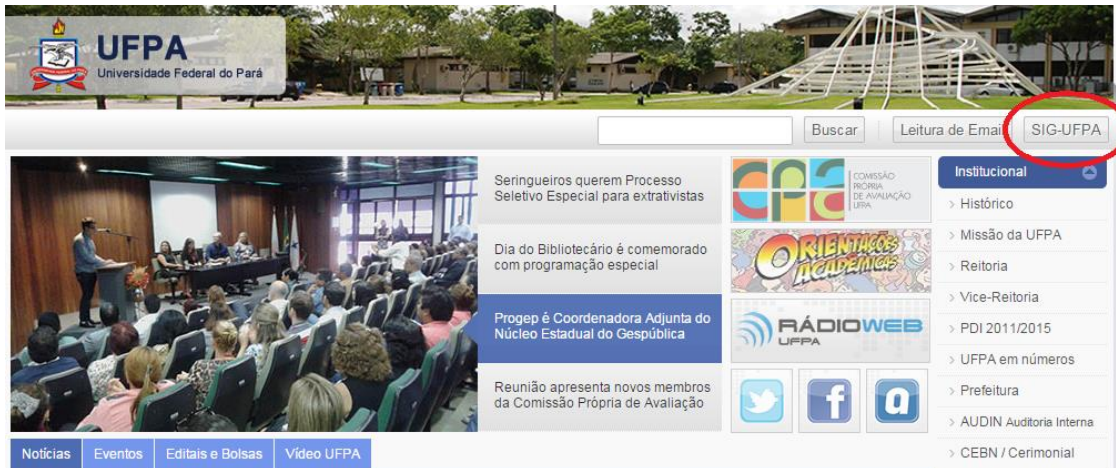 UFPA
Universidade Federal do Pará
Buscar
Leitura de Email
SIG-UFPA
Seringueiros querem Processo
Seletivo Especial para extrativistas
Dia do Bibliotecário é comemorado
com programação especial
Progep é Coordenadora Adjunta do
Núcleo Estadual do Gespública
Reunião apresenta novos membros
da Comissão Própria de Avaliação
cpa
COMISSÃO
PRÓPRIA
DE AVALIAÇÃO
UFPA
ORIENTAÇÕES
ACADÊMICAS
RÁDIOWEB
UFPA
f
a
Institucional
> Histórico
> Missão da UFPA
> Reitoria
> Vice-Reitoria
> PDI 2011/2015
> UFPA em números
> Prefeitura
> AUDIN Auditoria Interna
> CEBN / Cerimonial
Notícias
Eventos
Editais e Bolsas
Vídeo UFPA